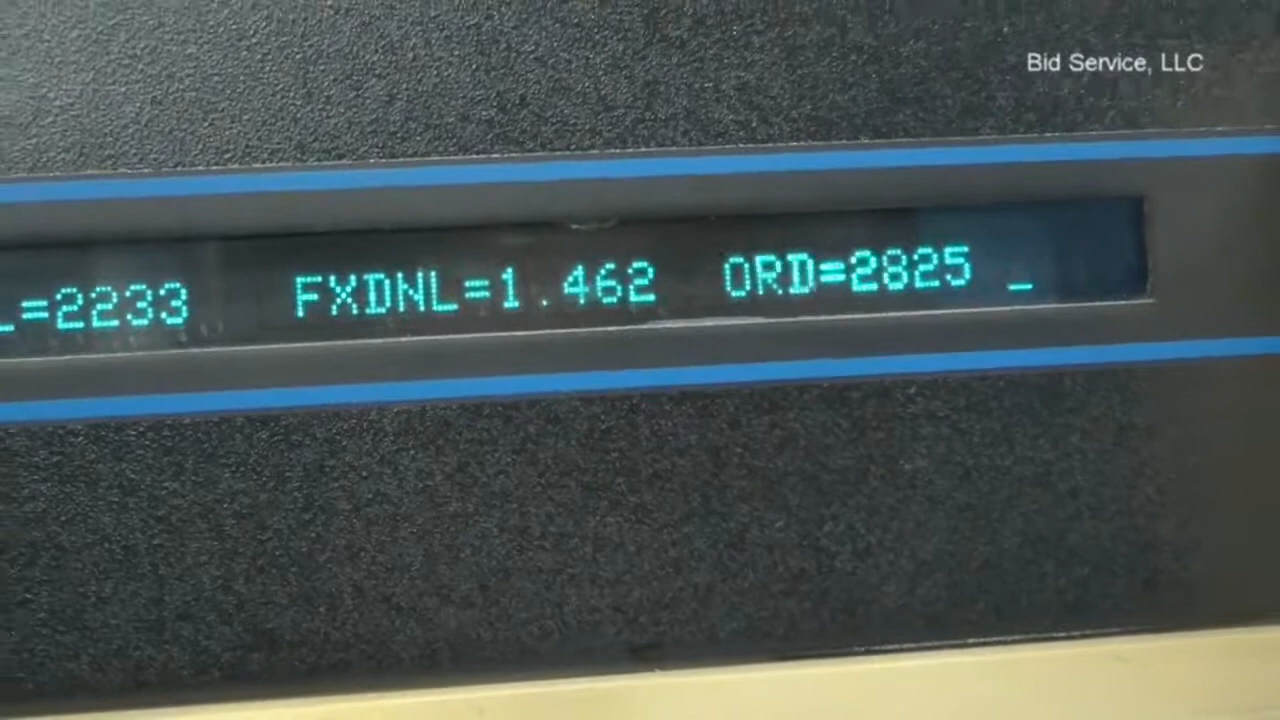 Bid Service, LLC
L=2233 FXDNL=1.462 ORD=2825 _